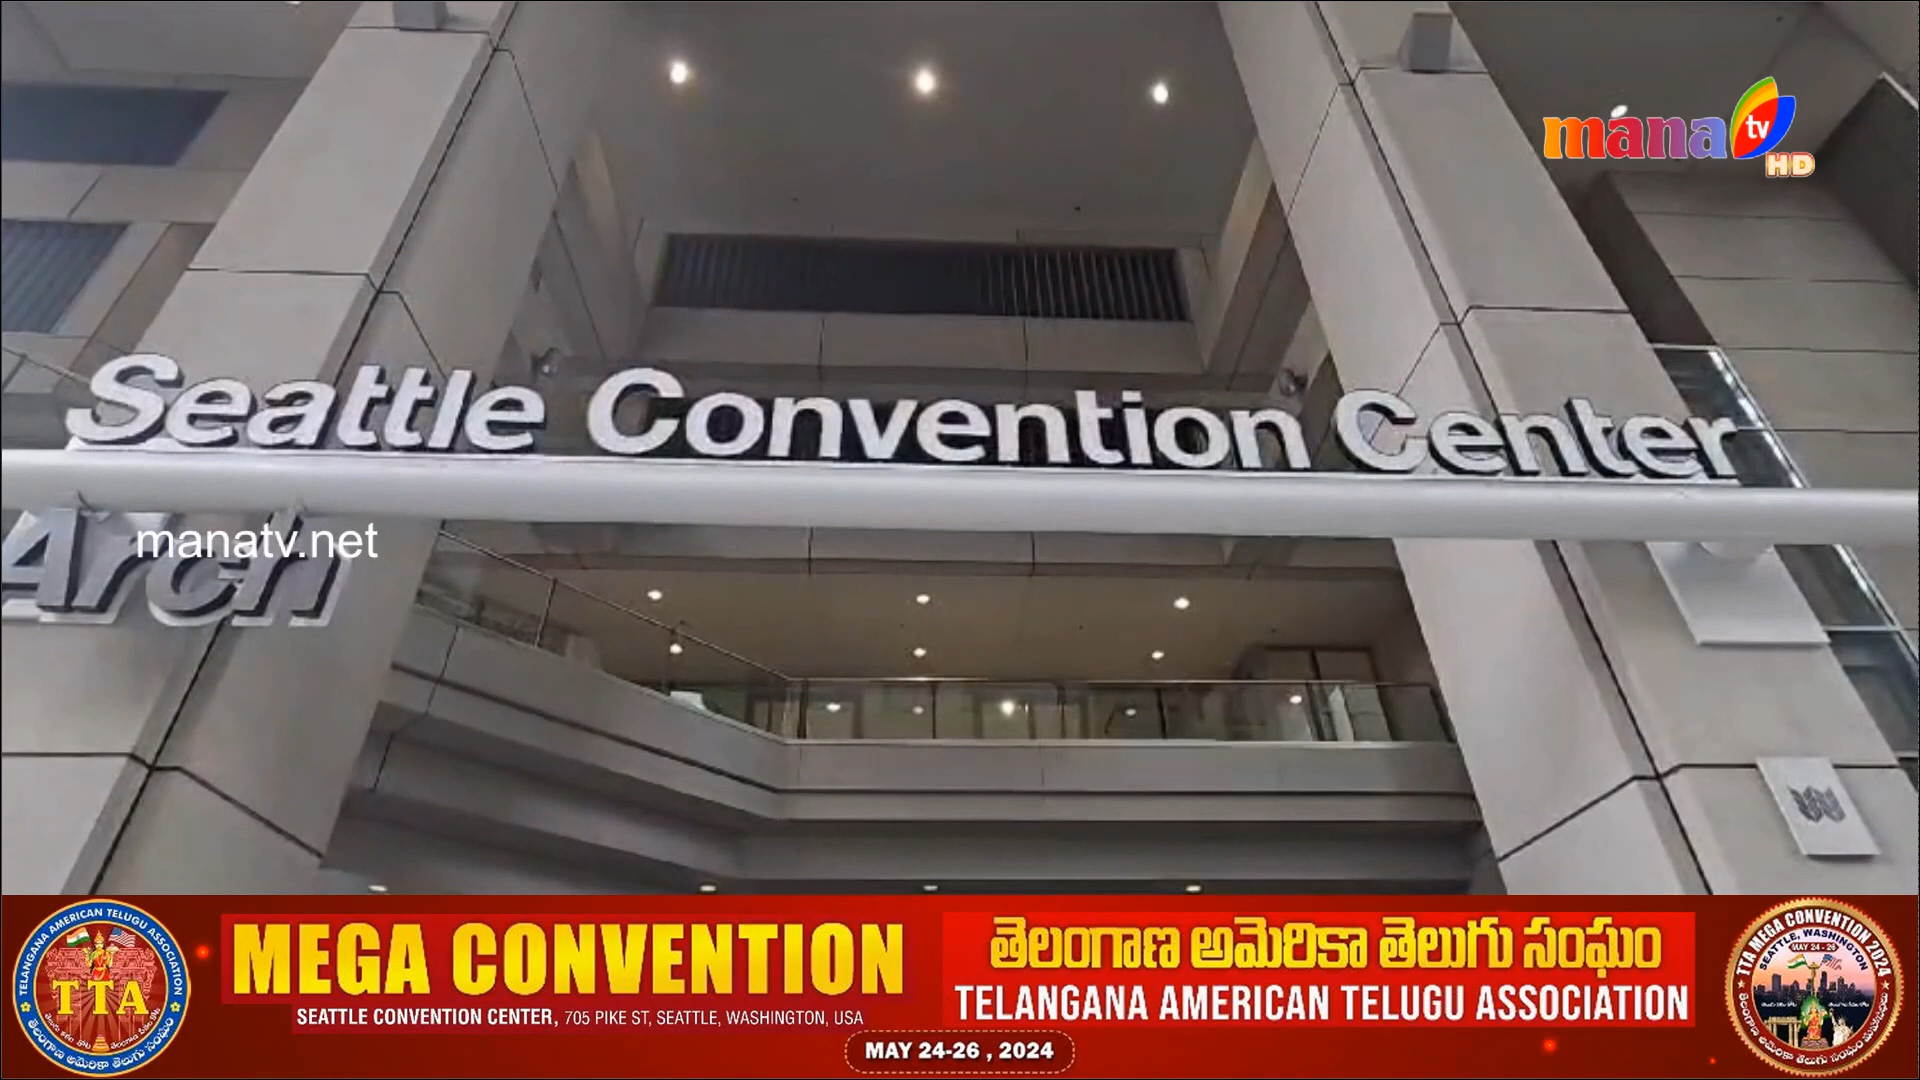 mana tv HD
Seattle Convention Center
Arch
manatv.net
TELANGANA AMERICAN TELUGU ASSOCIATION
TTA
తెలంగాణ అమెరికా తెలుగు సంఘం
MEGA CONVENTION
SEATTLE CONVENTION CENTER, 705 PIKE ST, SEATTLE, WASHINGTON, USA
తెలంగాణ అమెరికా తెలుగు సంఘం
TELANGANA AMERICAN TELUGU ASSOCIATION
MAY 24-26 , 2024
TTA MEGA CONVENTION 2024
SEATTLE, WASHINGTON
MAY 24 - 26